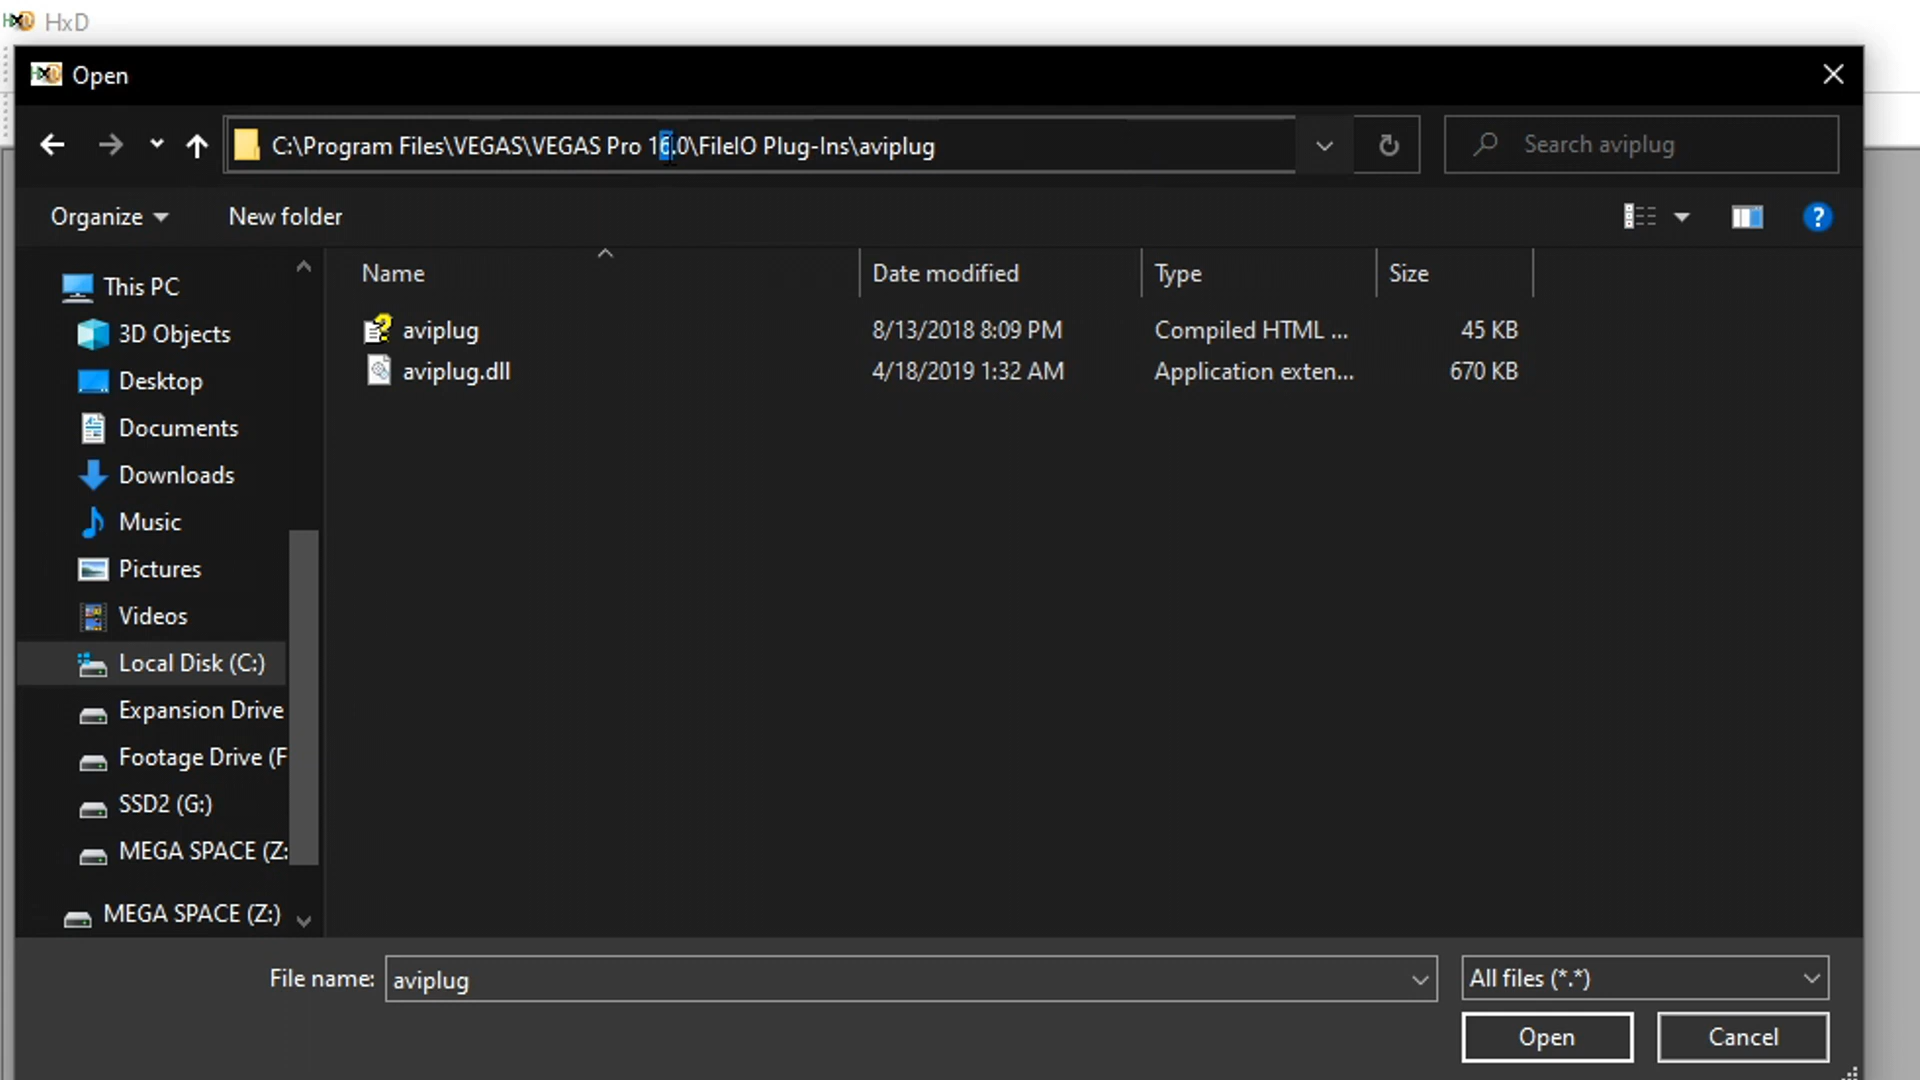 HxD
Open
C:\Program Files\VEGAS\VEGAS Pro 16.0\FileIO Plug-Ins\aviplug
Search aviplug
Organize
New folder
Name
Date modified
Type
Size
aviplug
8/13/2018 8:09 PM
Compiled HTML ...
45 KB
aviplug.dll
4/18/2019 1:32 AM
Application exten...
670 KB
This PC
3D Objects
Desktop
Documents
Downloads
Music
Pictures
Videos
Local Disk (C:)
Expansion Drive
Footage Drive (F
SSD2 (G:)
MEGA SPACE (Z:
MEGA SPACE (Z:)
File name:
aviplug
All files (*.*)
Open
Cancel